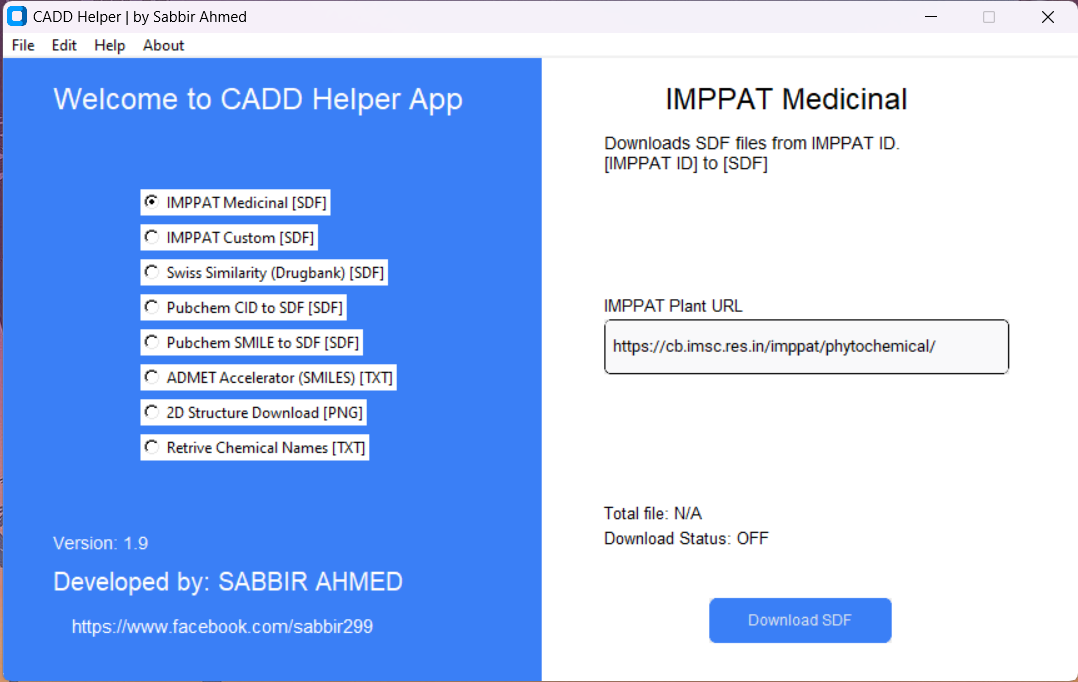 CADD Helper | by Sabbir Ahmed
File Edit Help About
Welcome to CADD Helper App
IMPPAT Medicinal [SDF]
IMPPAT Custom [SDF]
Swiss Similarity (Drugbank) [SDF]
Pubchem CID to SDF [SDF]
Pubchem SMILE to SDF [SDF]
ADMET Accelerator (SMILES) [TXT]
2D Structure Download [PNG]
Retrive Chemical Names [TXT]
Version: 1.9
Developed by: SABBIR AHMED
https://www.facebook.com/sabbir299
IMPPAT Medicinal
Downloads SDF files from IMPPAT ID.
[IMPPAT ID] to [SDF]
IMPPAT Plant URL
https://cb.imsc.res.in/imppat/phytochemical/
Total file: N/A
Download Status: OFF
Download SDF